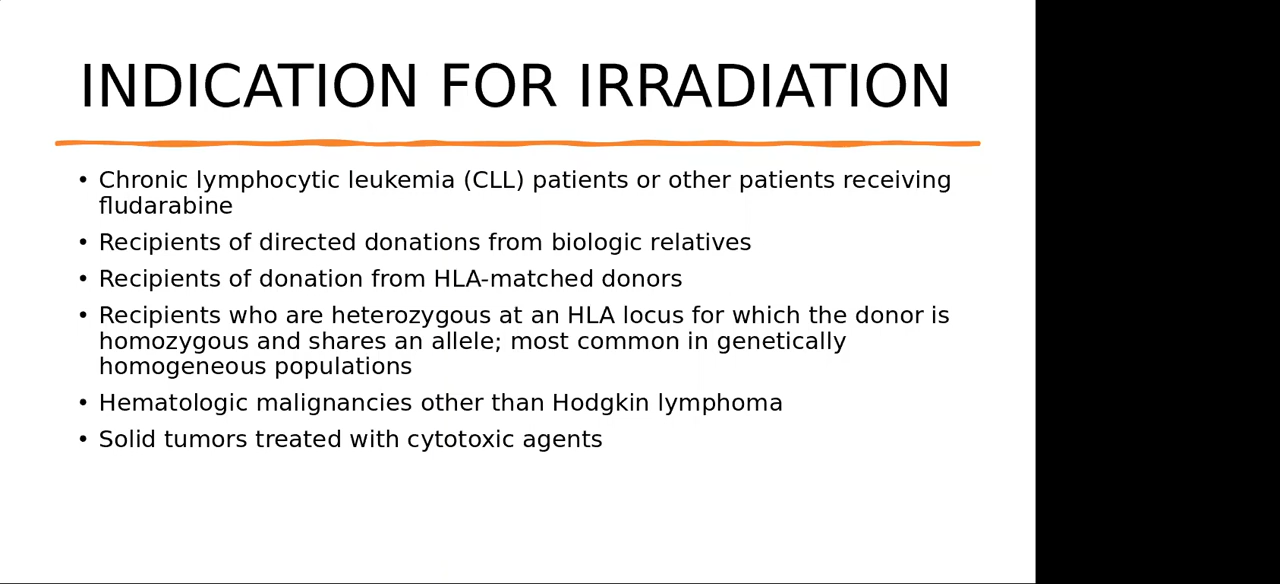 INDICATION FOR IRRADIATION
• Chronic lymphocytic leukemia (CLL) patients or other patients receiving
fludarabine
• Recipients of directed donations from biologic relatives
• Recipients of donation from HLA-matched donors
• Recipients who are heterozygous at an HLA locus for which the donor is
homozygous and shares an allele; most common in genetically
homogeneous populations
• Hematologic malignancies other than Hodgkin lymphoma
• Solid tumors treated with cytotoxic agents